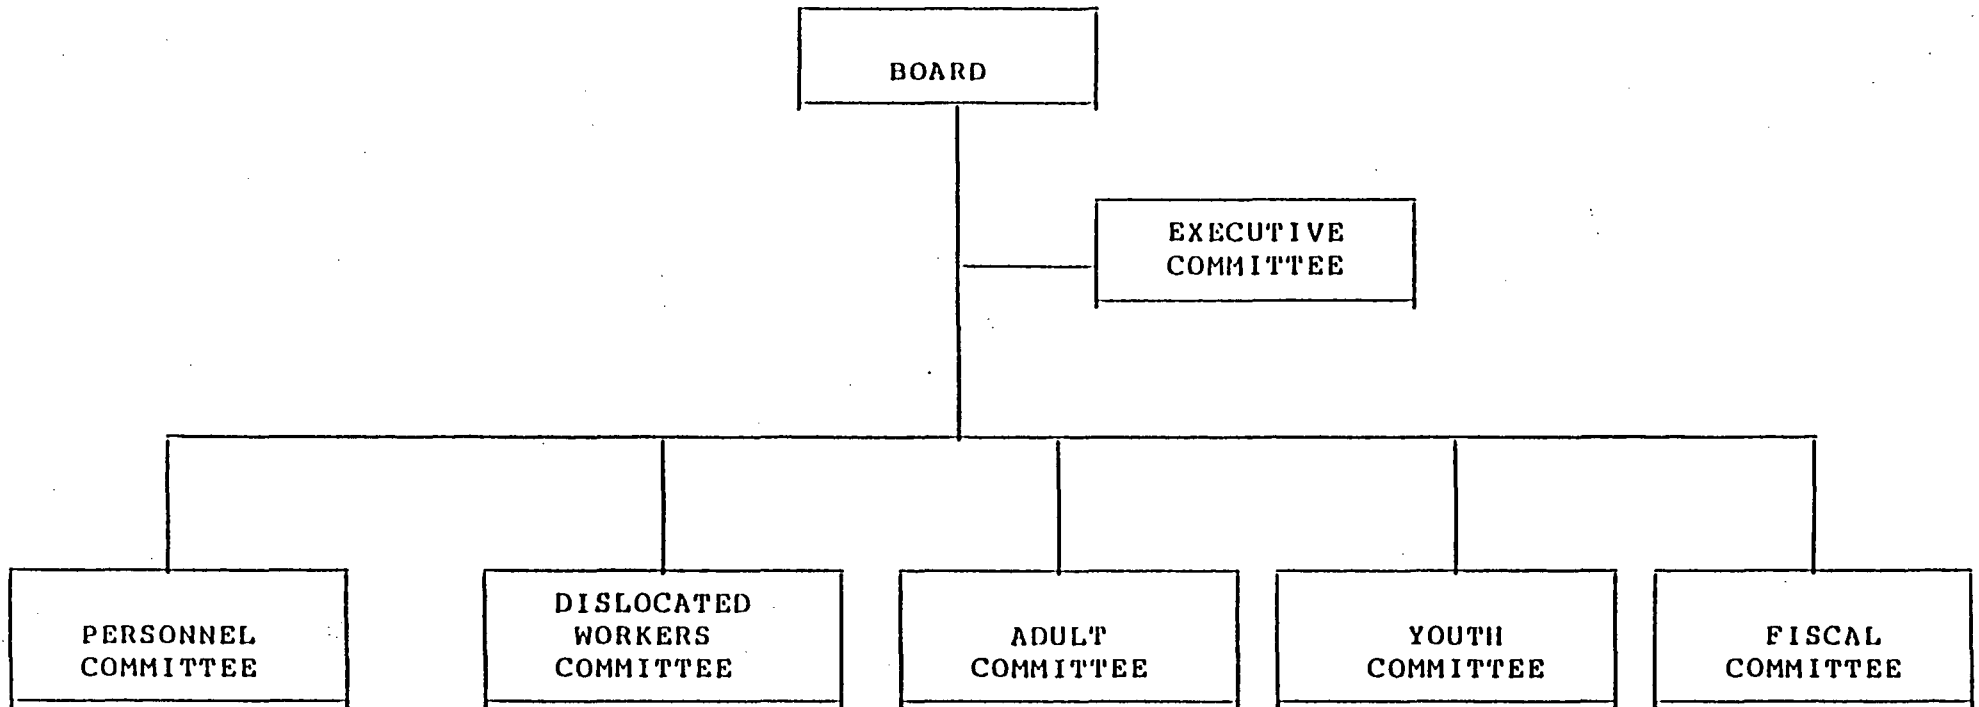 BOARD
EXECUTIVE
COMMITTEE
PERSONNEL
COMMITTEE
DISLOCATED
WORKERS
COMMITTEE
ADULT
COMMITTEE
YOUTH
COMMITTEE
FISCAL
COMMITTEE